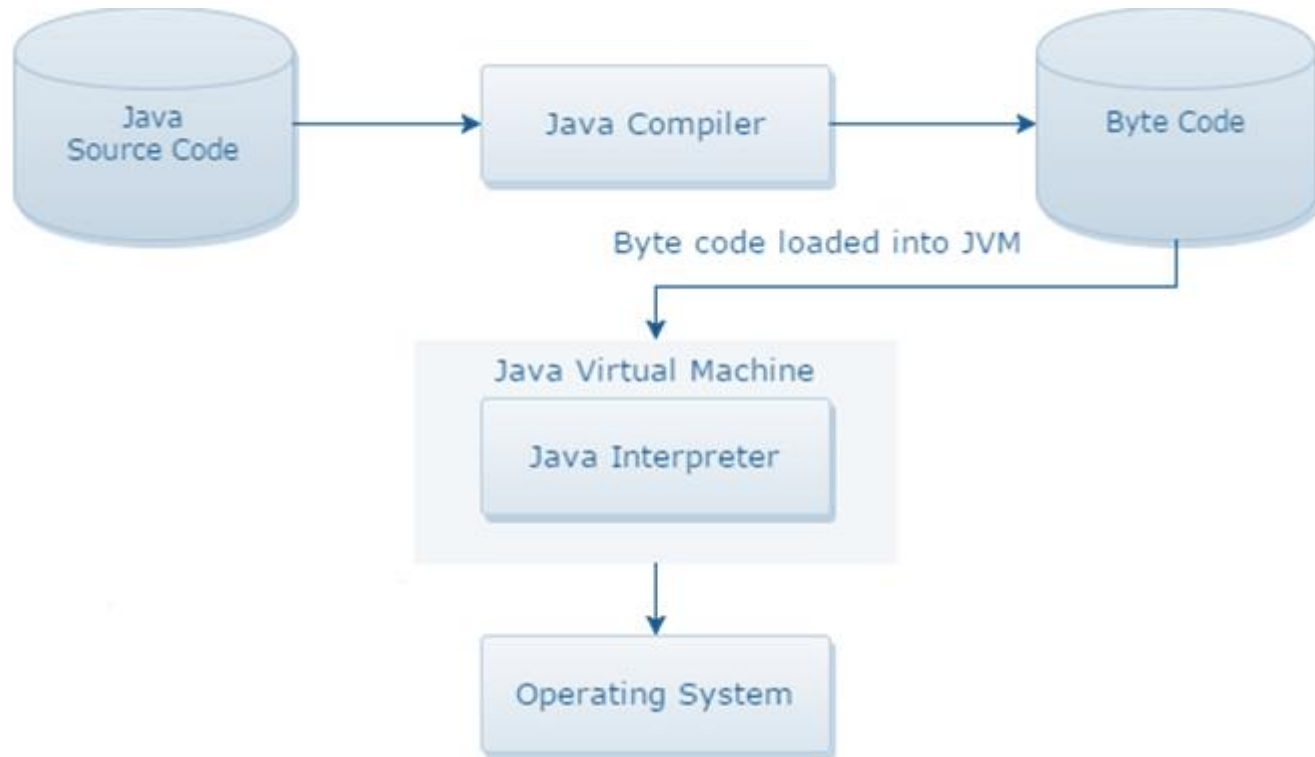 Java
Source Code
Java Compiler
Byte Code
Byte code loaded into JVM
Java Virtual Machine
Java Interpreter
Operating System